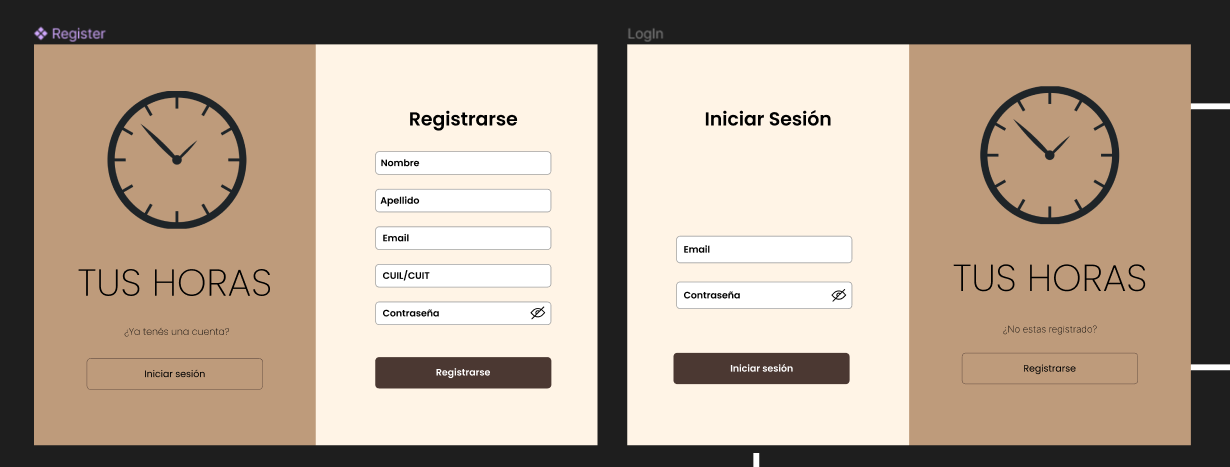 Register
TUS HORAS
¿Ya tenés una cuenta?
Iniciar sesión
Registrarse
Nombre
Apellido
Email
CUIL/CUIT
Contraseña
Registrarse
LogIn
Iniciar Sesión
Email
Contraseña
Iniciar sesión
TUS HORAS
¿No estas registrado?
Registrarse